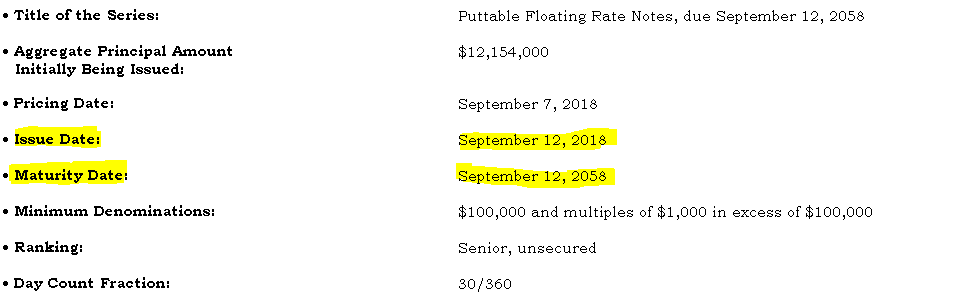 • Title of the Series: Puttable Floating Rate Notes, due September 12, 2058
• Aggregate Principal Amount $12,154,000
Initially Being Issued:
• Pricing Date: September 7, 2018
• Issue Date: September 12, 2018
• Maturity Date: September 12, 2058
• Minimum Denominations: $100,000 and multiples of $1,000 in excess of $100,000
• Ranking: Senior, unsecured
• Day Count Fraction: 30/360